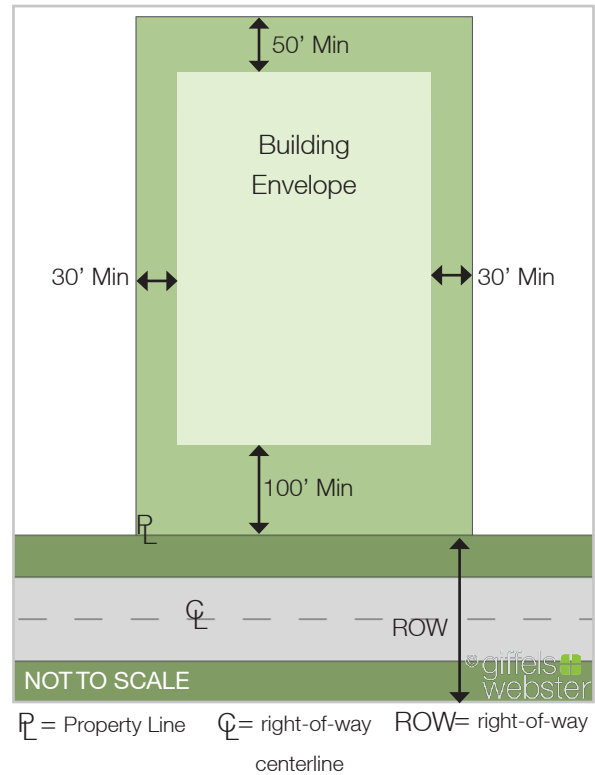 50’ Min
Building
Envelope
30’ Min
30’ Min
100’ Min
PL
CL
ROW
NOT TO SCALE
© giffels
webster
PL = Property Line CL= right-of-way ROW= right-of-way
centerline